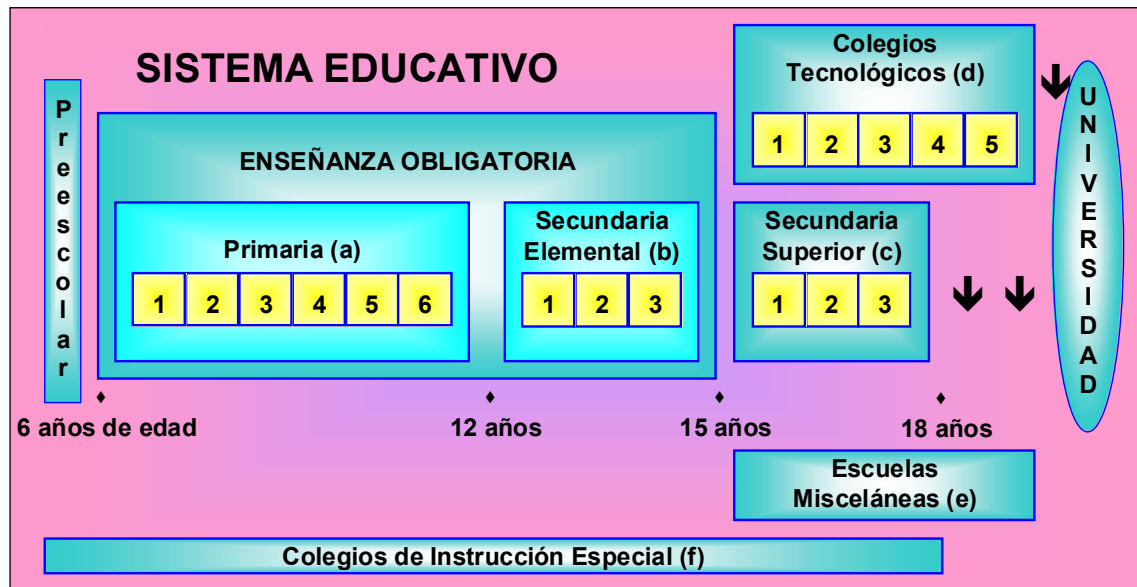 SISTEMA EDUCATIVO
Preescolar
ENSEÑANZA OBLIGATORIA
Primaria (a)
1 2 3 4 5 6
Secundaria
Elemental (b)
1 2 3
Colegios
Tecnológicos (d)
1 2 3 4 5
Secundaria
Superior (c)
1 2 3
UNIVERSIDAD
6 años de edad 12 años 15 años 18 años
Escuelas
Misceláneas (e)
Colegios de Instrucción Especial (f)